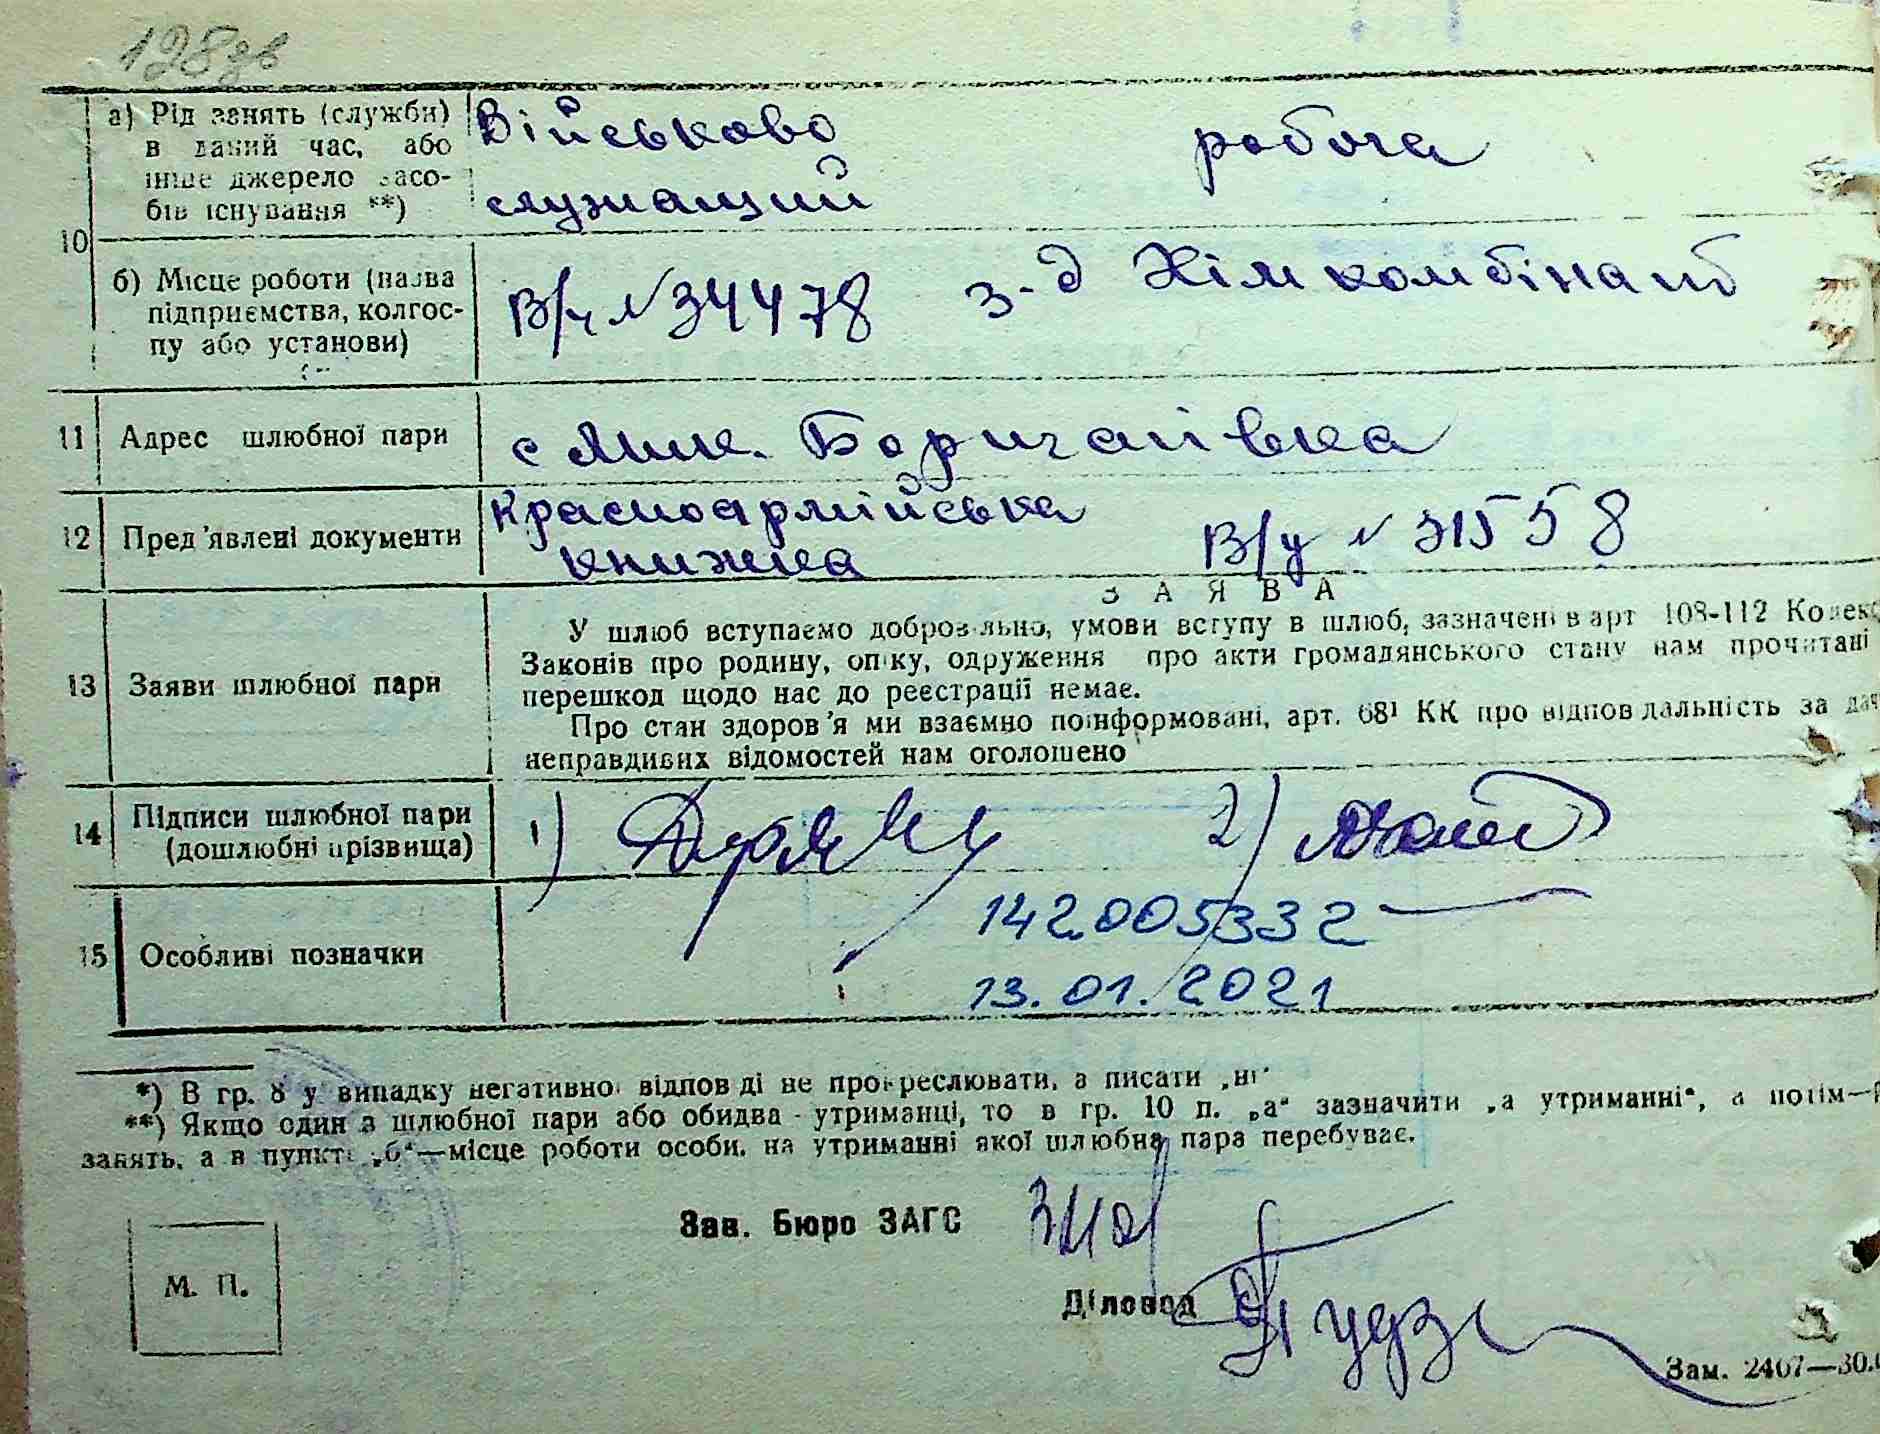 128зв
10
а) Рід занять (служби) в даний час, або інше джерело засобів існування **)
Військово службащий
робоча
б) Місце роботи (назва підприємства, колгоспу або установи)
В/ч №34478
з-д Хімкомбінат
11 Адрес шлюбної пари
с
12 Пред'явлені документи
Красноармійська книжка
В/у № 31558
13 Заяви шлюбної пари
ЗАЯВА
У шлюб вступаємо добровільно, умови вступу в шлюб, зазначені в арт 108-112
Законів про родину, опіку, одруження про акти громадянського стану нам прочитані
перешкод щодо нас до реєстрації немає.
Про стан здоров'я ми взаємно поінформовані, арт. 68¹ КК про відповідальність за
неправдивих відомостей нам оголошено
14 Підписи шлюбної пари (дошлюбні прізвища)
1)
2)
15 Особливі позначки
142005332
13.01.2021
*) В гр. 8 у випадку негативної відповіді не прокреслювати, а писати „ні"
**) Якщо один з шлюбної пари або обидва - утриманці, то в гр. 10 п. „а" зазначити „а утриманні", а потім—
занять, а в пункті „б"—місце роботи особи, на утриманні якої шлюбна пара перебуває.
Зав. Бюро ЗАГС
М. П.
Діловод
Зам. 2407—30.